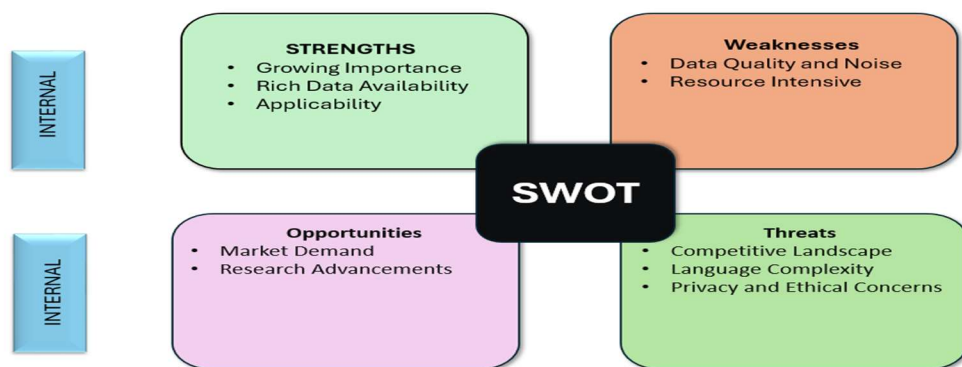 INTERNAL
STRENGTHS
• Growing Importance
• Rich Data Availability
• Applicability
Weaknesses
• Data Quality and Noise
• Resource Intensive
SWOT
INTERNAL
Opportunities
• Market Demand
• Research Advancements
Threats
• Competitive Landscape
• Language Complexity
• Privacy and Ethical Concerns